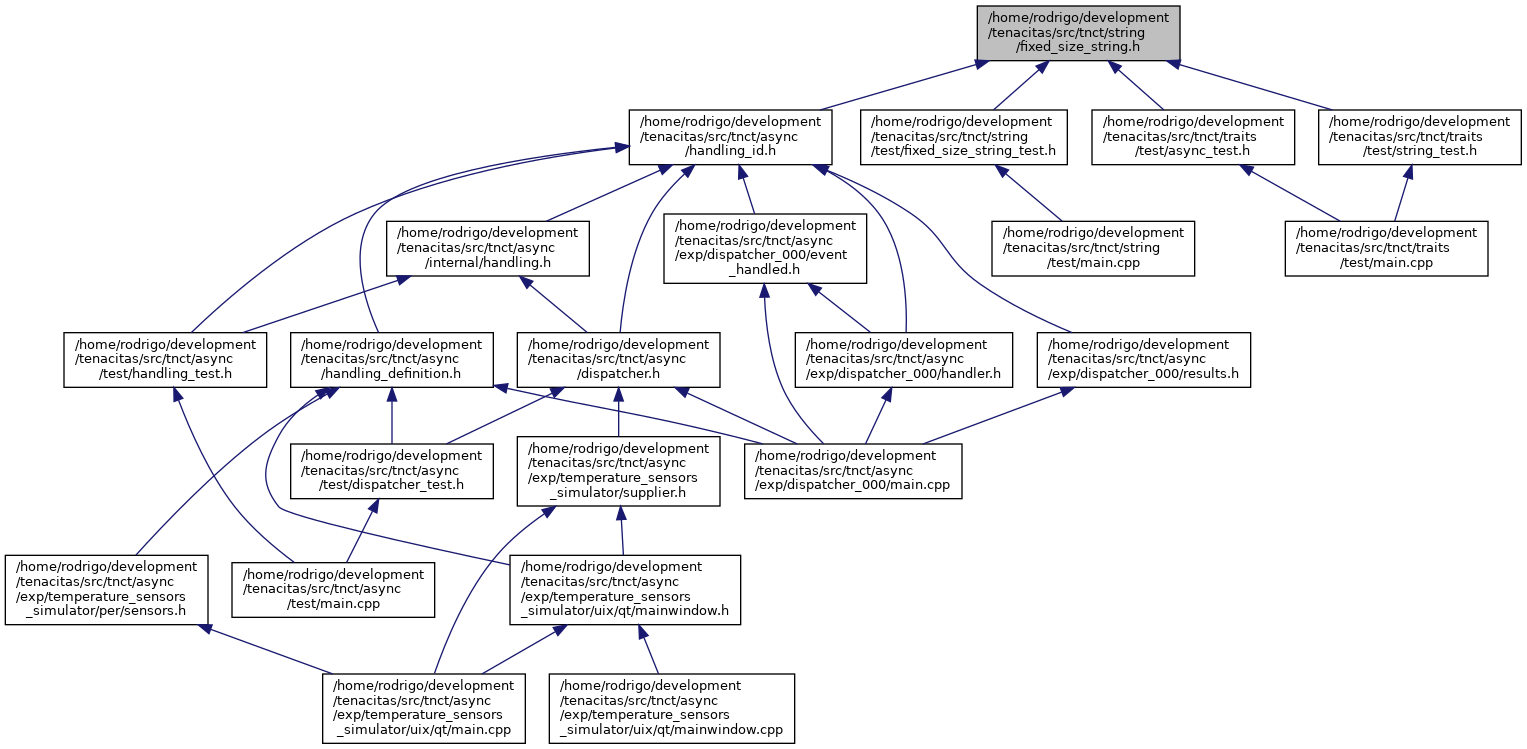 /home/rodrigo/development
/tenacitas/src/tnct/string
/fixed_size_string.h
/home/rodrigo/development
/tenacitas/src/tnct/async
/handling_id.h
/home/rodrigo/development
/tenacitas/src/tnct/string
/test/fixed_size_string_test.h
/home/rodrigo/development
/tenacitas/src/tnct/traits
/test/async_test.h
/home/rodrigo/development
/tenacitas/src/tnct/traits
/test/string_test.h
/home/rodrigo/development
/tenacitas/src/tnct/async
/internal/handling.h
/home/rodrigo/development
/tenacitas/src/tnct/async
/exp/dispatcher_000/event
_handled.h
/home/rodrigo/development
/tenacitas/src/tnct/string
/test/main.cpp
/home/rodrigo/development
/tenacitas/src/tnct/traits
/test/main.cpp
/home/rodrigo/development
/tenacitas/src/tnct/async
/test/handling_test.h
/home/rodrigo/development
/tenacitas/src/tnct/async
/handling_definition.h
/home/rodrigo/development
/tenacitas/src/tnct/async
/dispatcher.h
/home/rodrigo/development
/tenacitas/src/tnct/async
/exp/dispatcher_000/handler.h
/home/rodrigo/development
/tenacitas/src/tnct/async
/exp/dispatcher_000/results.h
/home/rodrigo/development
/tenacitas/src/tnct/async
/test/dispatcher_test.h
/home/rodrigo/development
/tenacitas/src/tnct/async
/exp/temperature_sensors
_simulator/supplier.h
/home/rodrigo/development
/tenacitas/src/tnct/async
/exp/dispatcher_000/main.cpp
/home/rodrigo/development
/tenacitas/src/tnct/async
/exp/temperature_sensors
_simulator/per/sensors.h
/home/rodrigo/development
/tenacitas/src/tnct/async
/test/main.cpp
/home/rodrigo/development
/tenacitas/src/tnct/async
/exp/temperature_sensors
_simulator/uix/qt/mainwindow.h
/home/rodrigo/development
/tenacitas/src/tnct/async
/exp/temperature_sensors
_simulator/uix/qt/main.cpp
/home/rodrigo/development
/tenacitas/src/tnct/async
/exp/temperature_sensors
_simulator/uix/qt/mainwindow.cpp